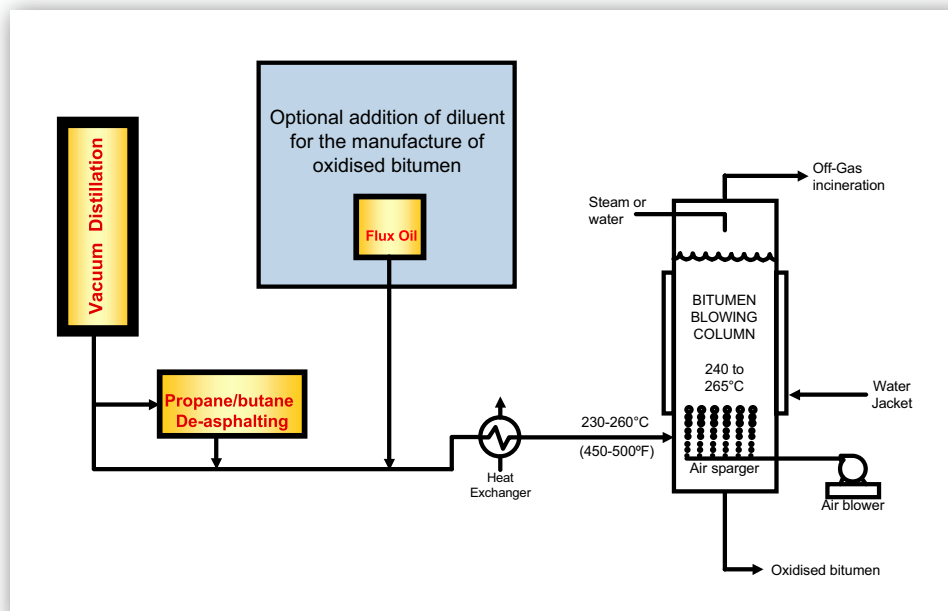 Optional addition of diluent
for the manufacture of
oxidised bitumen
Flux Oil
Vacuum Distillation
Propane/butane
De-asphalting
Heat
Exchanger
230-260°C
(450-500ºF)
Steam or
water
Off-Gas
incineration
BITUMEN
BLOWING
COLUMN
240 to
265°C
Water
Jacket
Air sparger
Air blower
Oxidised bitumen